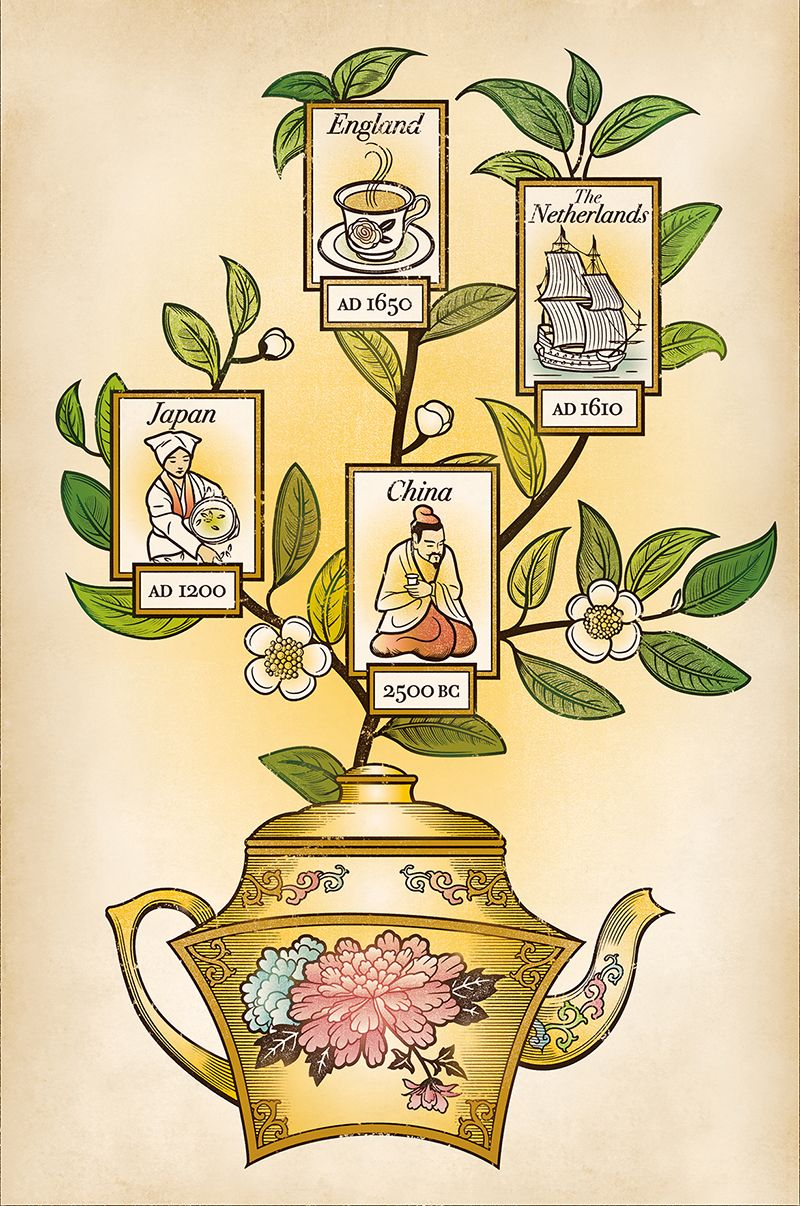 England
AD 1650
The
Netherlands
AD 1610
Japan
AD 1200
China
2500 BC